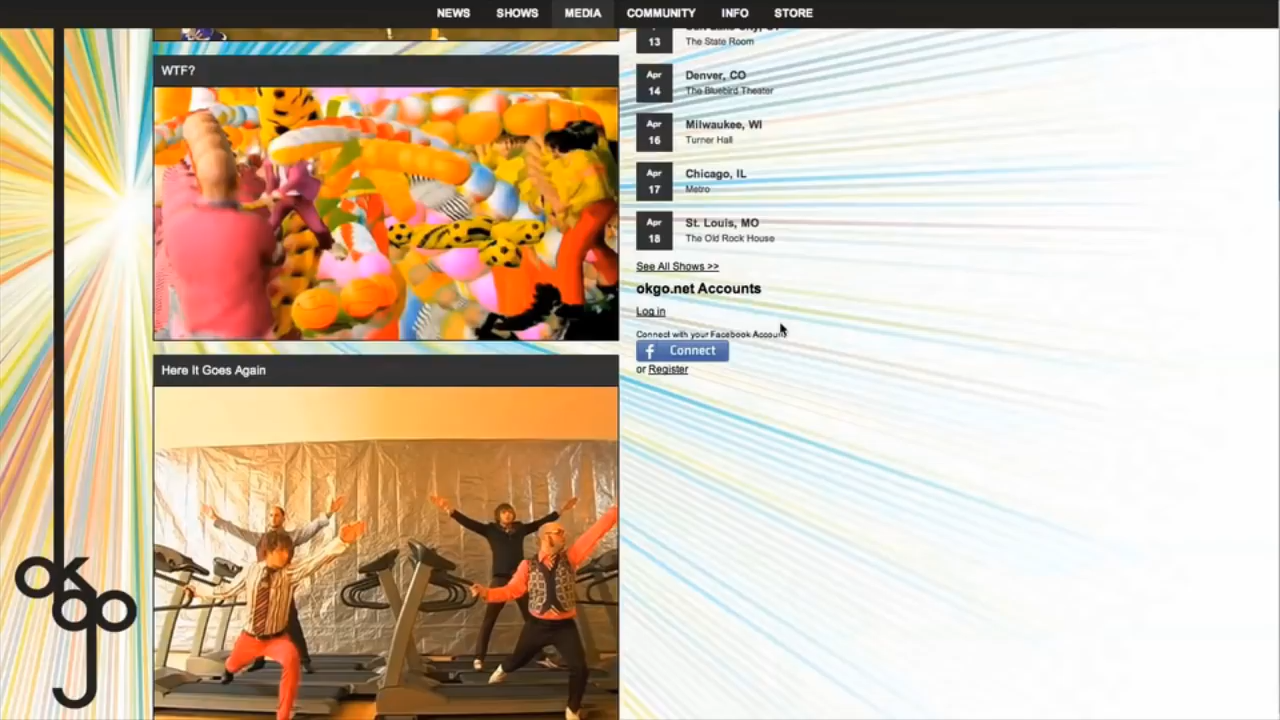 NEWS SHOWS MEDIA COMMUNITY INFO STORE
13 The State Room
WTF?
Apr 14 Denver, CO
The Bluebird Theater
Apr 16 Milwaukee, WI
Turner Hall
Apr 17 Chicago, IL
Metro
Apr 18 St. Louis, MO
The Old Rock House
See All Shows >>
okgo.net Accounts
Log in
Connect with your Facebook Account
f Connect
or Register
Here It Goes Again
ok go